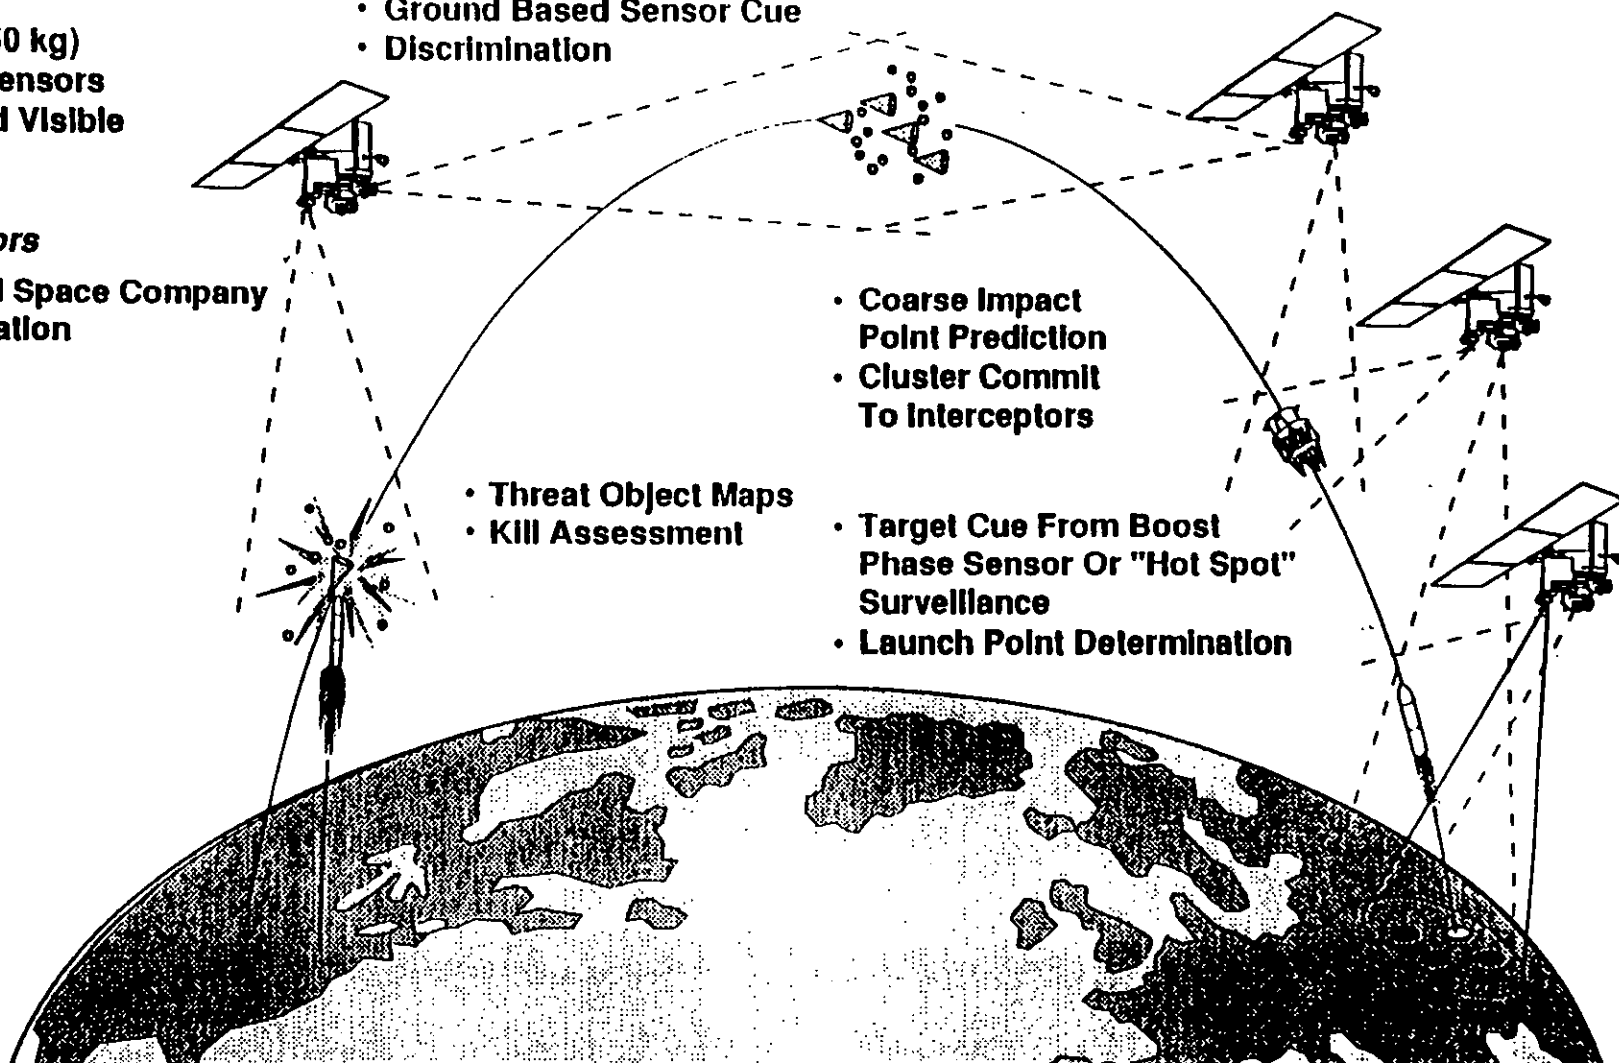 0 kg)
ensors
d Visible
ors
l Space Company
ation
• Ground Based Sensor Cue
• Discrimination
• Threat Object Maps
• Kill Assessment
• Coarse Impact
Point Prediction
• Cluster Commit
To Interceptors
• Target Cue From Boost
Phase Sensor Or "Hot Spot"
Surveillance
• Launch Point Determination